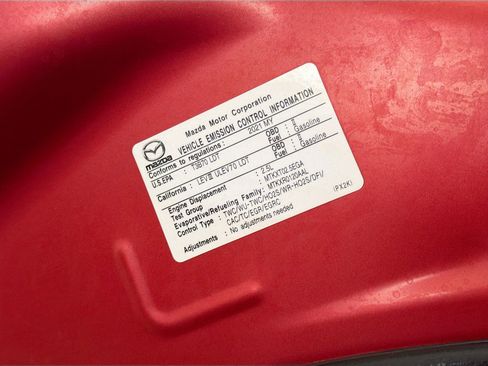 Mazda Motor Corporation
mazda
VEHICLE EMISSION CONTROL INFORMATION
Conforms to regulations : 2021 MY
U.S.EPA : T3B70 LDT OBD : II Fuel : Gasoline
California : LEVⅢ ULEV70 LDT OBD : II Fuel : Gasoline
Engine Displacement : 2.5L
Test Group : MTKXT02.5EGA
Evaporative/Refueling Family: MTKXR0120AAL
Control Type : TWC/WU-TWC/HO2S/WR-HO2S/DFI/
CAC/TC/EGR/EGRC
Adjustments : No adjustments needed
(PX2K)